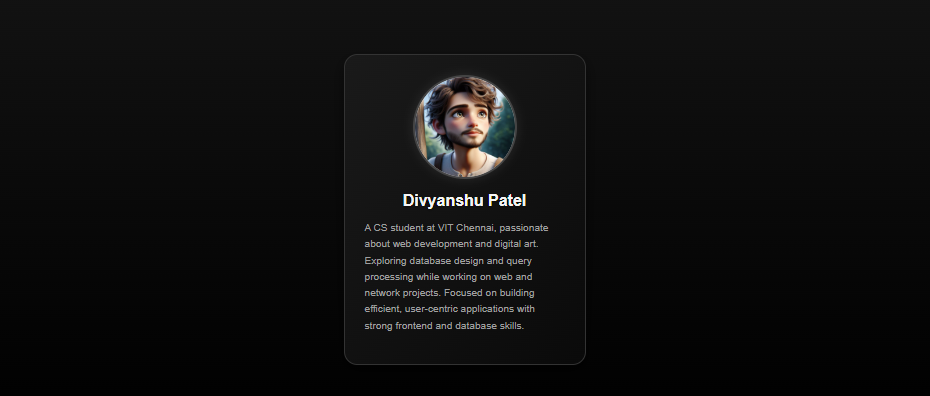 Divyanshu Patel
A CS student at VIT Chennai, passionate
about web development and digital art.
Exploring database design and query
processing while working on web and
network projects. Focused on building
efficient, user-centric applications with
strong frontend and database skills.